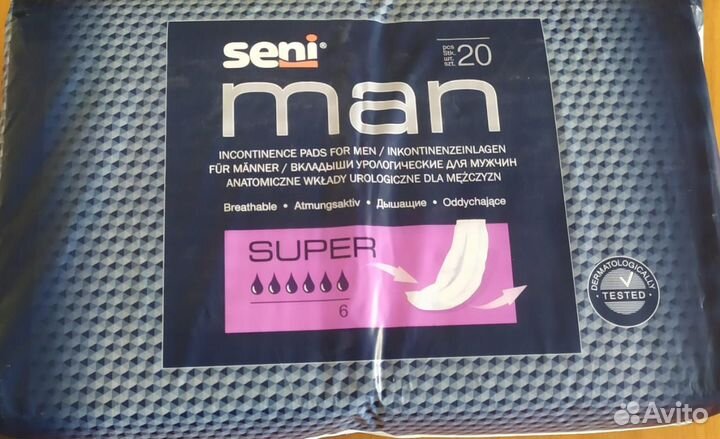 seni®
pcs
Stk.
шт.
szt.
20
man
INCONTINENCE PADS FOR MEN / INKONTINENZEINLAGEN
FÜR MÄNNER / ВКЛАДЫШИ УРОЛОГИЧЕСКИЕ ДЛЯ МУЖЧИН
ANATOMICZNE WKŁADY UROLOGICZNE DLA MĘŻCZYZN
Breathable • Atmungsaktiv • Дышащие • Oddychające
SUPER
6
DERMATOLOGICALLY
TESTED
Avito